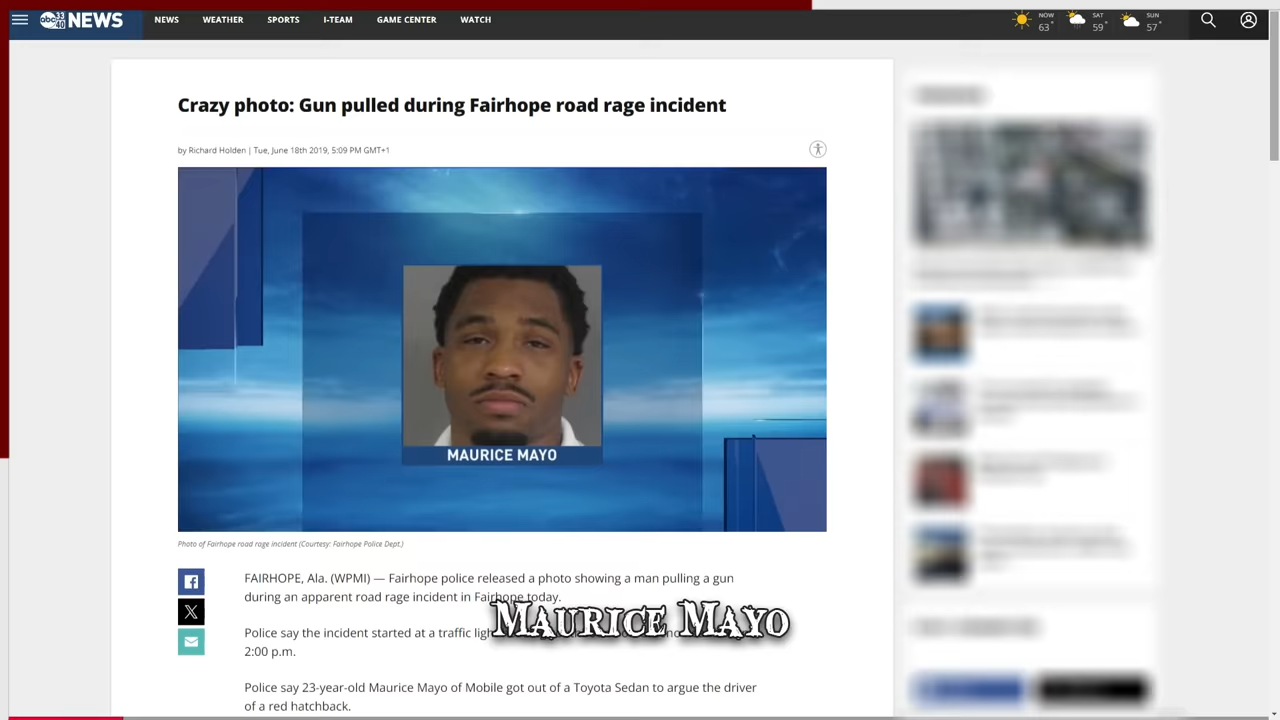 abc 33 40 NEWS
NEWS WEATHER SPORTS I-TEAM GAME CENTER WATCH
NOW 63° SAT 59° SUN 57°
Crazy photo: Gun pulled during Fairhope road rage incident
by Richard Holden | Tue, June 18th 2019, 5:09 PM GMT+1
MAURICE MAYO
Photo of Fairhope road rage incident (Courtesy: Fairhope Police Dept.)
FAIRHOPE, Ala. (WPMI) — Fairhope police released a photo showing a man pulling a gun
during an apparent road rage incident in Fairhope today.
Maurice Mayo
Police say the incident started at a traffic
2:00 p.m.
Police say 23-year-old Maurice Mayo of Mobile got out of a Toyota Sedan to argue the driver
of a red hatchback.